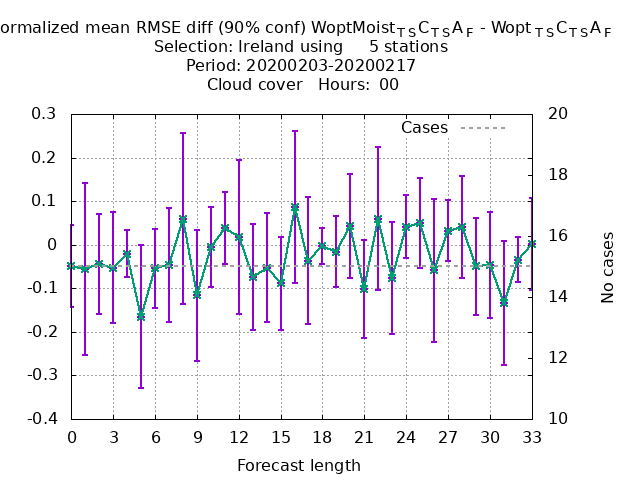 ormalized mean RMSE diff (90% conf) WoptMoist_TSC_TSA_F - Wopt_TSC_TSA_F
Selection: Ireland using 5 stations
Period: 20200203-20200217
Cloud cover Hours: 00
Cases
0.3
0.2
0.1
0
-0.1
-0.2
-0.3
-0.4
20
18
16
14
12
10
No cases
0 3 6 9 12 15 18 21 24 27 30 33
Forecast length